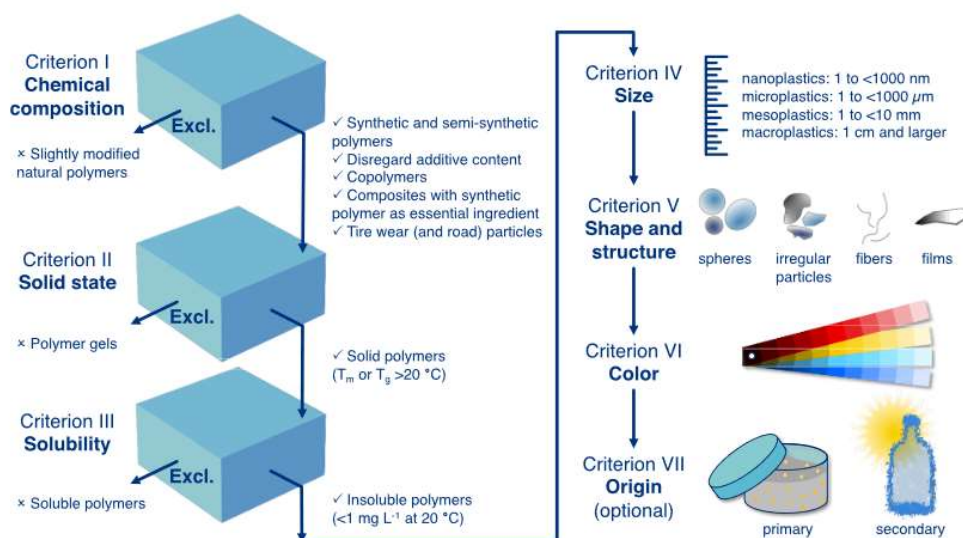 Criterion I
Chemical
composition
Excl.
× Slightly modified
natural polymers
✓ Synthetic and semi-synthetic
polymers
✓ Disregard additive content
✓ Copolymers
✓ Composites with synthetic
polymer as essential ingredient
✓ Tire wear (and road) particles
Criterion II
Solid state
Excl.
× Polymer gels
✓ Solid polymers
(Tm or Tg >20 °C)
Criterion III
Solubility
Excl.
× Soluble polymers
✓ Insoluble polymers
(<1 mg L⁻¹ at 20 °C)
Criterion IV
Size
nanoplastics: 1 to <1000 nm
microplastics: 1 to <1000 µm
mesoplastics: 1 to <10 mm
macroplastics: 1 cm and larger
Criterion V
Shape and
structure
spheres
irregular
particles
fibers
films
Criterion VI
Color
Criterion VII
Origin
(optional)
primary
secondary